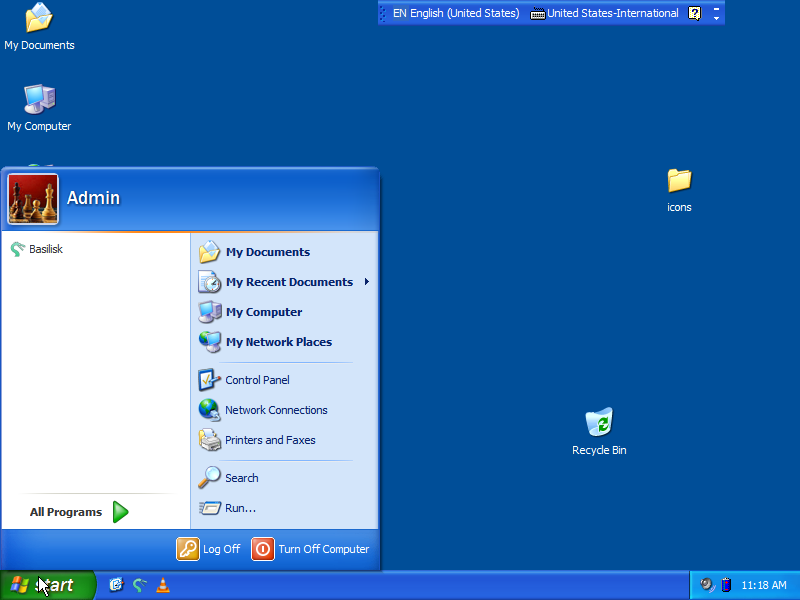 EN English (United States) United States-International ?
My Documents
My Computer
icons
Recycle Bin
Admin
Basilisk
All Programs
My Documents
My Recent Documents
My Computer
My Network Places
Control Panel
Network Connections
Printers and Faxes
Search
Run...
Log Off Turn Off Computer
start
11:18 AM